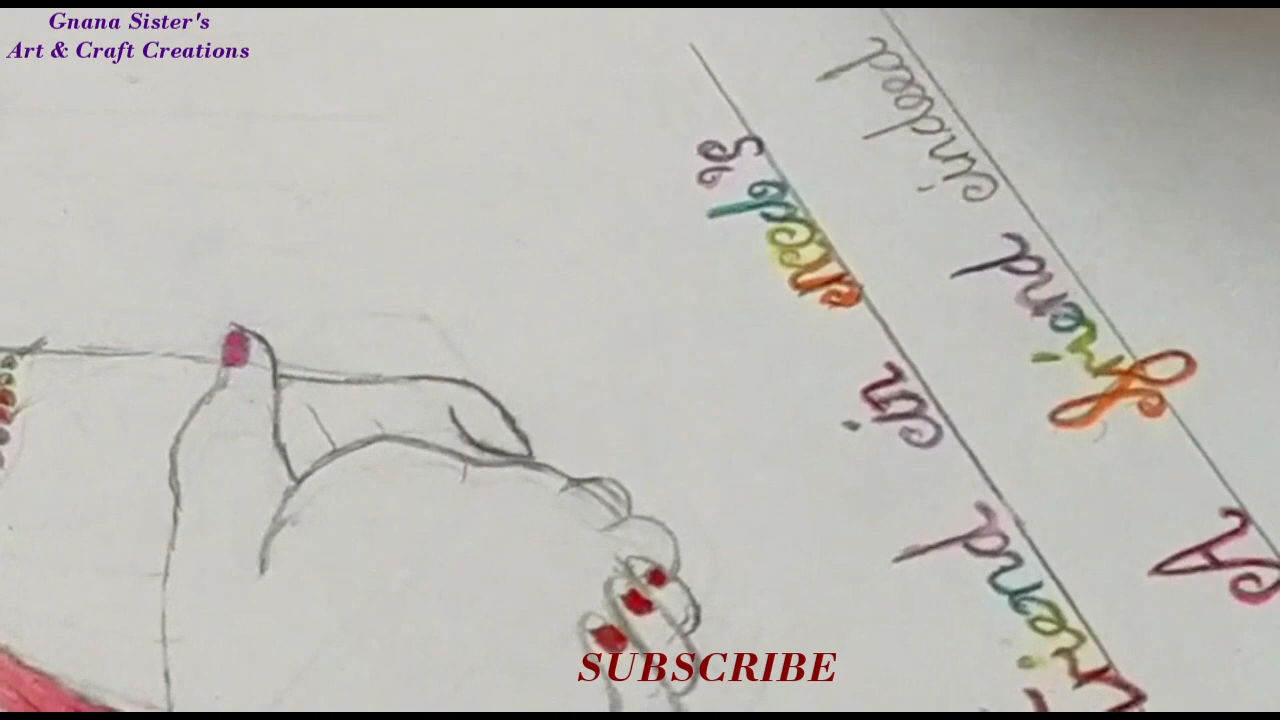 Gnana Sister's
Art & Craft Creations
friend in need is
A friend indeed
SUBSCRIBE